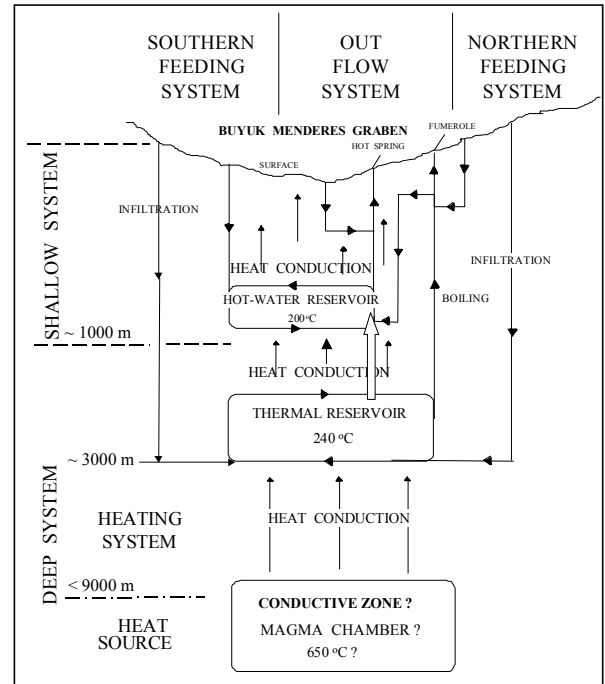 SOUTHERN
FEEDING
SYSTEM
OUT
FLOW
SYSTEM
NORTHERN
FEEDING
SYSTEM
BUYUK MENDERES GRABEN
FUMEROLE
HOT SPRING
SURFACE
INFILTRATION
INFILTRATION
SHALLOW SYSTEM
HEAT CONDUCTION
HOT-WATER RESERVOIR
200°C
BOILING
~ 1000 m
HEAT CONDUCTION
THERMAL RESERVOIR
240 °C
~ 3000 m
DEEP SYSTEM
HEATING
SYSTEM
HEAT CONDUCTION
< 9000 m
HEAT
SOURCE
CONDUCTIVE ZONE ?
MAGMA CHAMBER ?
650 °C ?